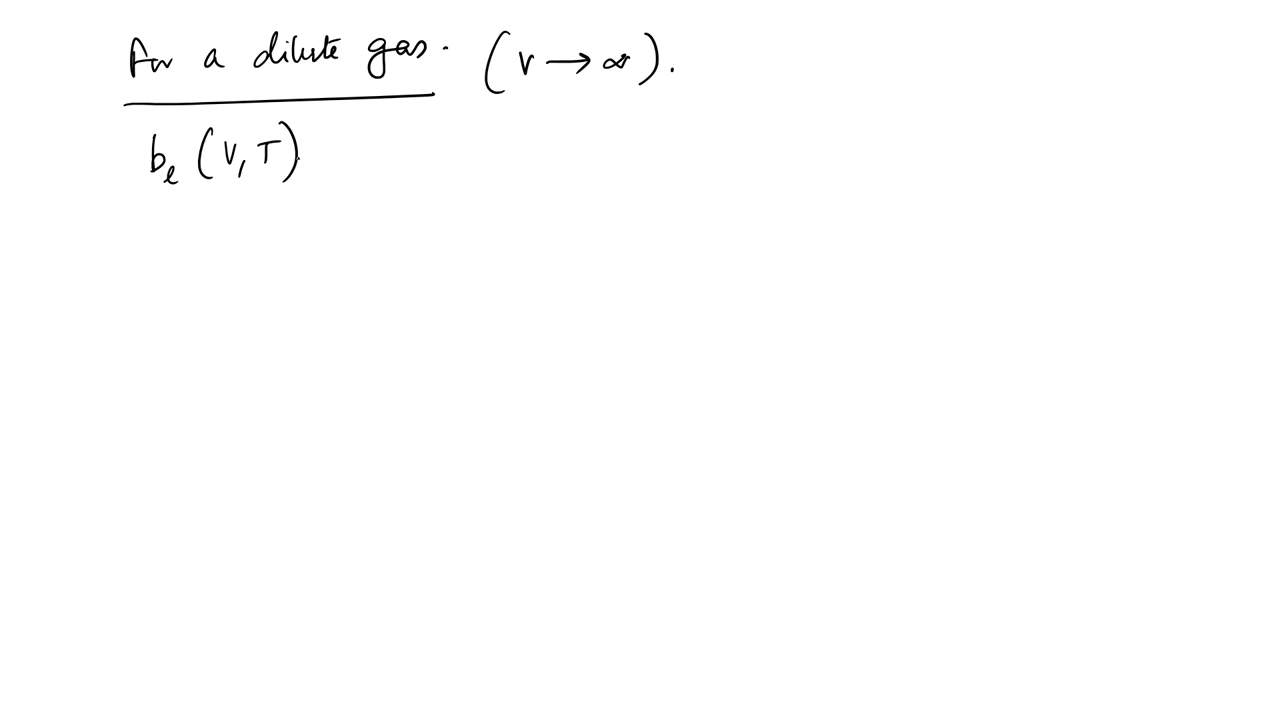 For a dilute gas. (V → ∞).
b_l (V, T)